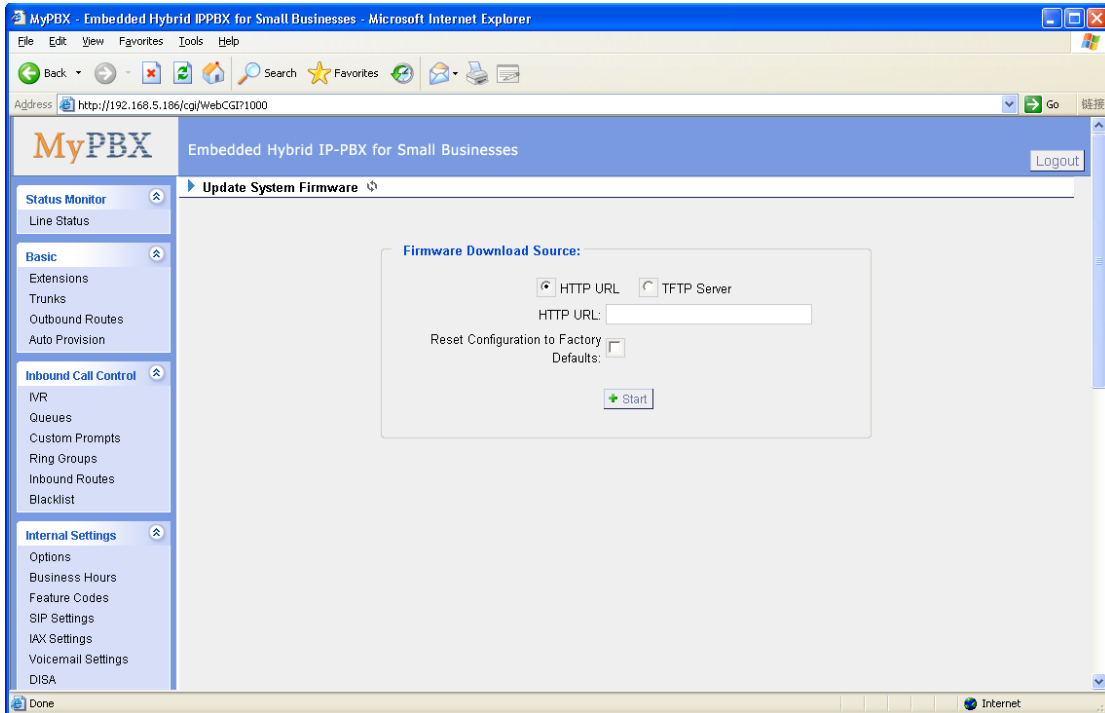 MyPBX - Embedded Hybrid IPPBX for Small Businesses - Microsoft Internet Explorer
File Edit View Favorites Tools Help
Back Search Favorites
Address http://192.168.5.186/cgi/WebCGI?1000 Go 链接
MyPBX Embedded Hybrid IP-PBX for Small Businesses
Logout
Update System Firmware
Status Monitor
Line Status
Basic
Extensions
Trunks
Outbound Routes
Auto Provision
Inbound Call Control
IVR
Queues
Custom Prompts
Ring Groups
Inbound Routes
Blacklist
Internal Settings
Options
Business Hours
Feature Codes
SIP Settings
IAX Settings
Voicemail Settings
DISA
Firmware Download Source:
HTTP URL TFTP Server
HTTP URL:
Reset Configuration to Factory
Defaults:
Start
Done Internet